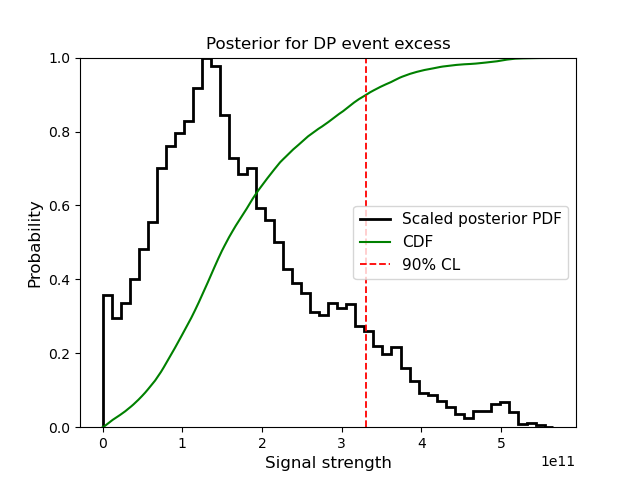 Posterior for DP event excess
Probability
1.0
0.8
0.6
0.4
0.2
0.0
Scaled posterior PDF
CDF
90% CL
0 1 2 3 4 5
1e11
Signal strength